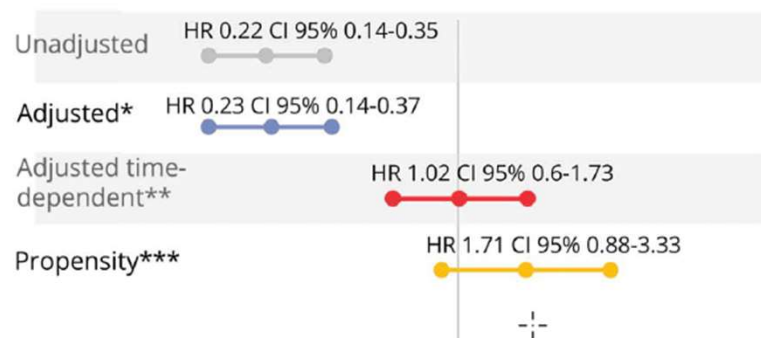 Unadjusted
HR 0.22 CI 95% 0.14-0.35
Adjusted*
HR 0.23 CI 95% 0.14-0.37
Adjusted time-
dependent**
HR 1.02 CI 95% 0.6-1.73
Propensity***
HR 1.71 CI 95% 0.88-3.33